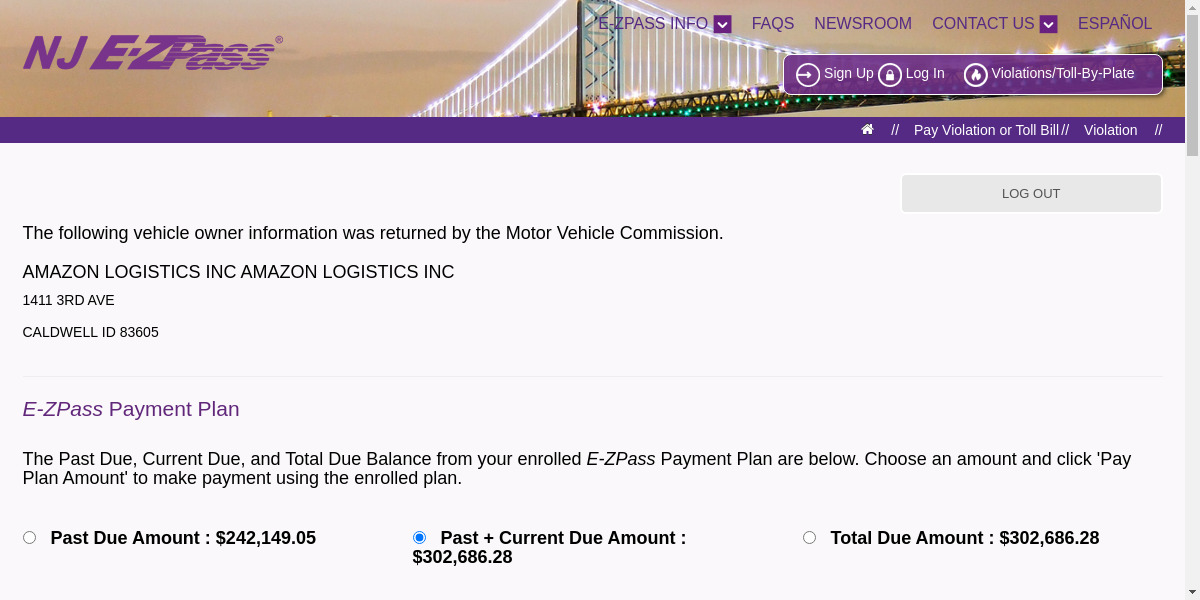 NJ E-ZPass®
E-ZPASS INFO FAQS NEWSROOM CONTACT US ESPAÑOL
Sign Up Log In Violations/Toll-By-Plate
// Pay Violation or Toll Bill // Violation //
LOG OUT
The following vehicle owner information was returned by the Motor Vehicle Commission.
AMAZON LOGISTICS INC AMAZON LOGISTICS INC
1411 3RD AVE
CALDWELL ID 83605
E-ZPass Payment Plan
The Past Due, Current Due, and Total Due Balance from your enrolled E-ZPass Payment Plan are below. Choose an amount and click 'Pay
Plan Amount' to make payment using the enrolled plan.
Past Due Amount : $242,149.05
Past + Current Due Amount :
$302,686.28
Total Due Amount : $302,686.28